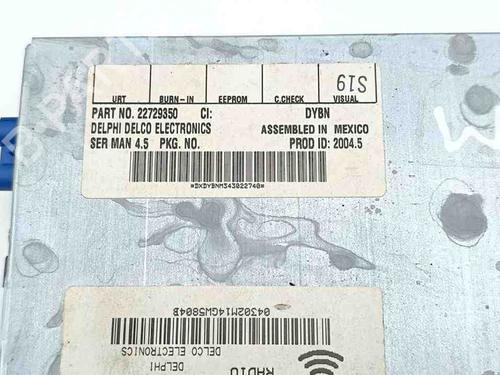 S19
URT BURN-IN EEPROM C.CHECK VISUAL
PART NO. 22729350 CI: DYBN
DELPHI DELCO ELECTRONICS ASSEMBLED IN MEXICO
SER MAN 4.5 PKG. NO. PROD ID: 2004.5
*DXDYBNM343022740*
04302M14GW5804B
DELCO ELECTRONICS
DELPHI
RADIO